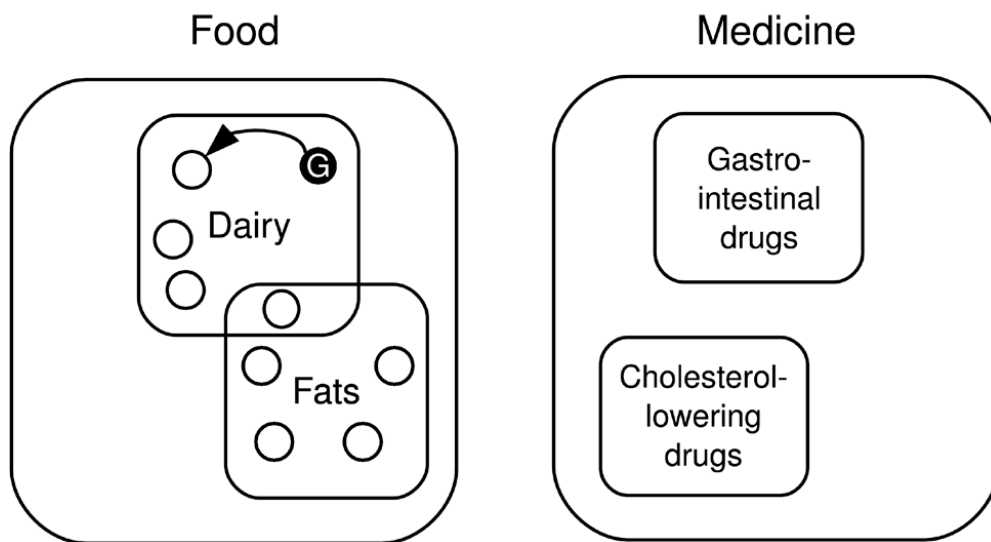 Food
Medicine
G
Dairy
Fats
Gastro-
intestinal
drugs
Cholesterol-
lowering
drugs